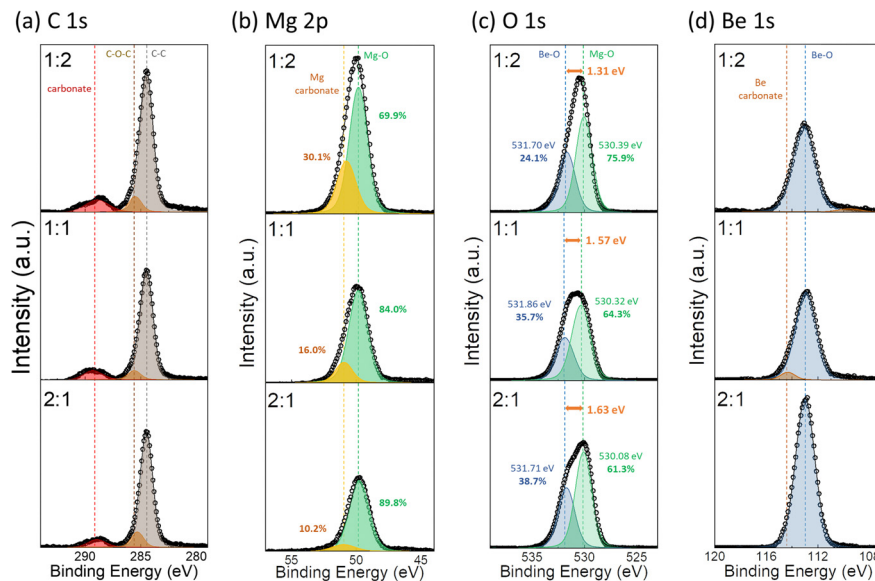 (a) C 1s
C-O-C
C-C
1:2
carbonate
1:1
2:1
Intensity (a.u.)
290
285
280
Binding Energy (eV)
(b) Mg 2p
Mg-O
1:2
Mg
carbonate
69.9%
30.1%
1:1
84.0%
16.0%
2:1
89.8%
10.2%
Intensity (a.u.)
55
50
45
Binding Energy (eV)
(c) O 1s
Be-O
Mg-O
1:2
1.31 eV
531.70 eV
24.1%
530.39 eV
75.9%
1:1
1. 57 eV
531.86 eV
35.7%
530.32 eV
64.3%
2:1
1.63 eV
531.71 eV
38.7%
530.08 eV
61.3%
Intensity (a.u.)
535
530
525
Binding Energy (eV)
(d) Be 1s
1:2
Be
carbonate
Be-O
1:1
2:1
Intensity (a.u.)
120
116
112
108
Binding Energy (eV)